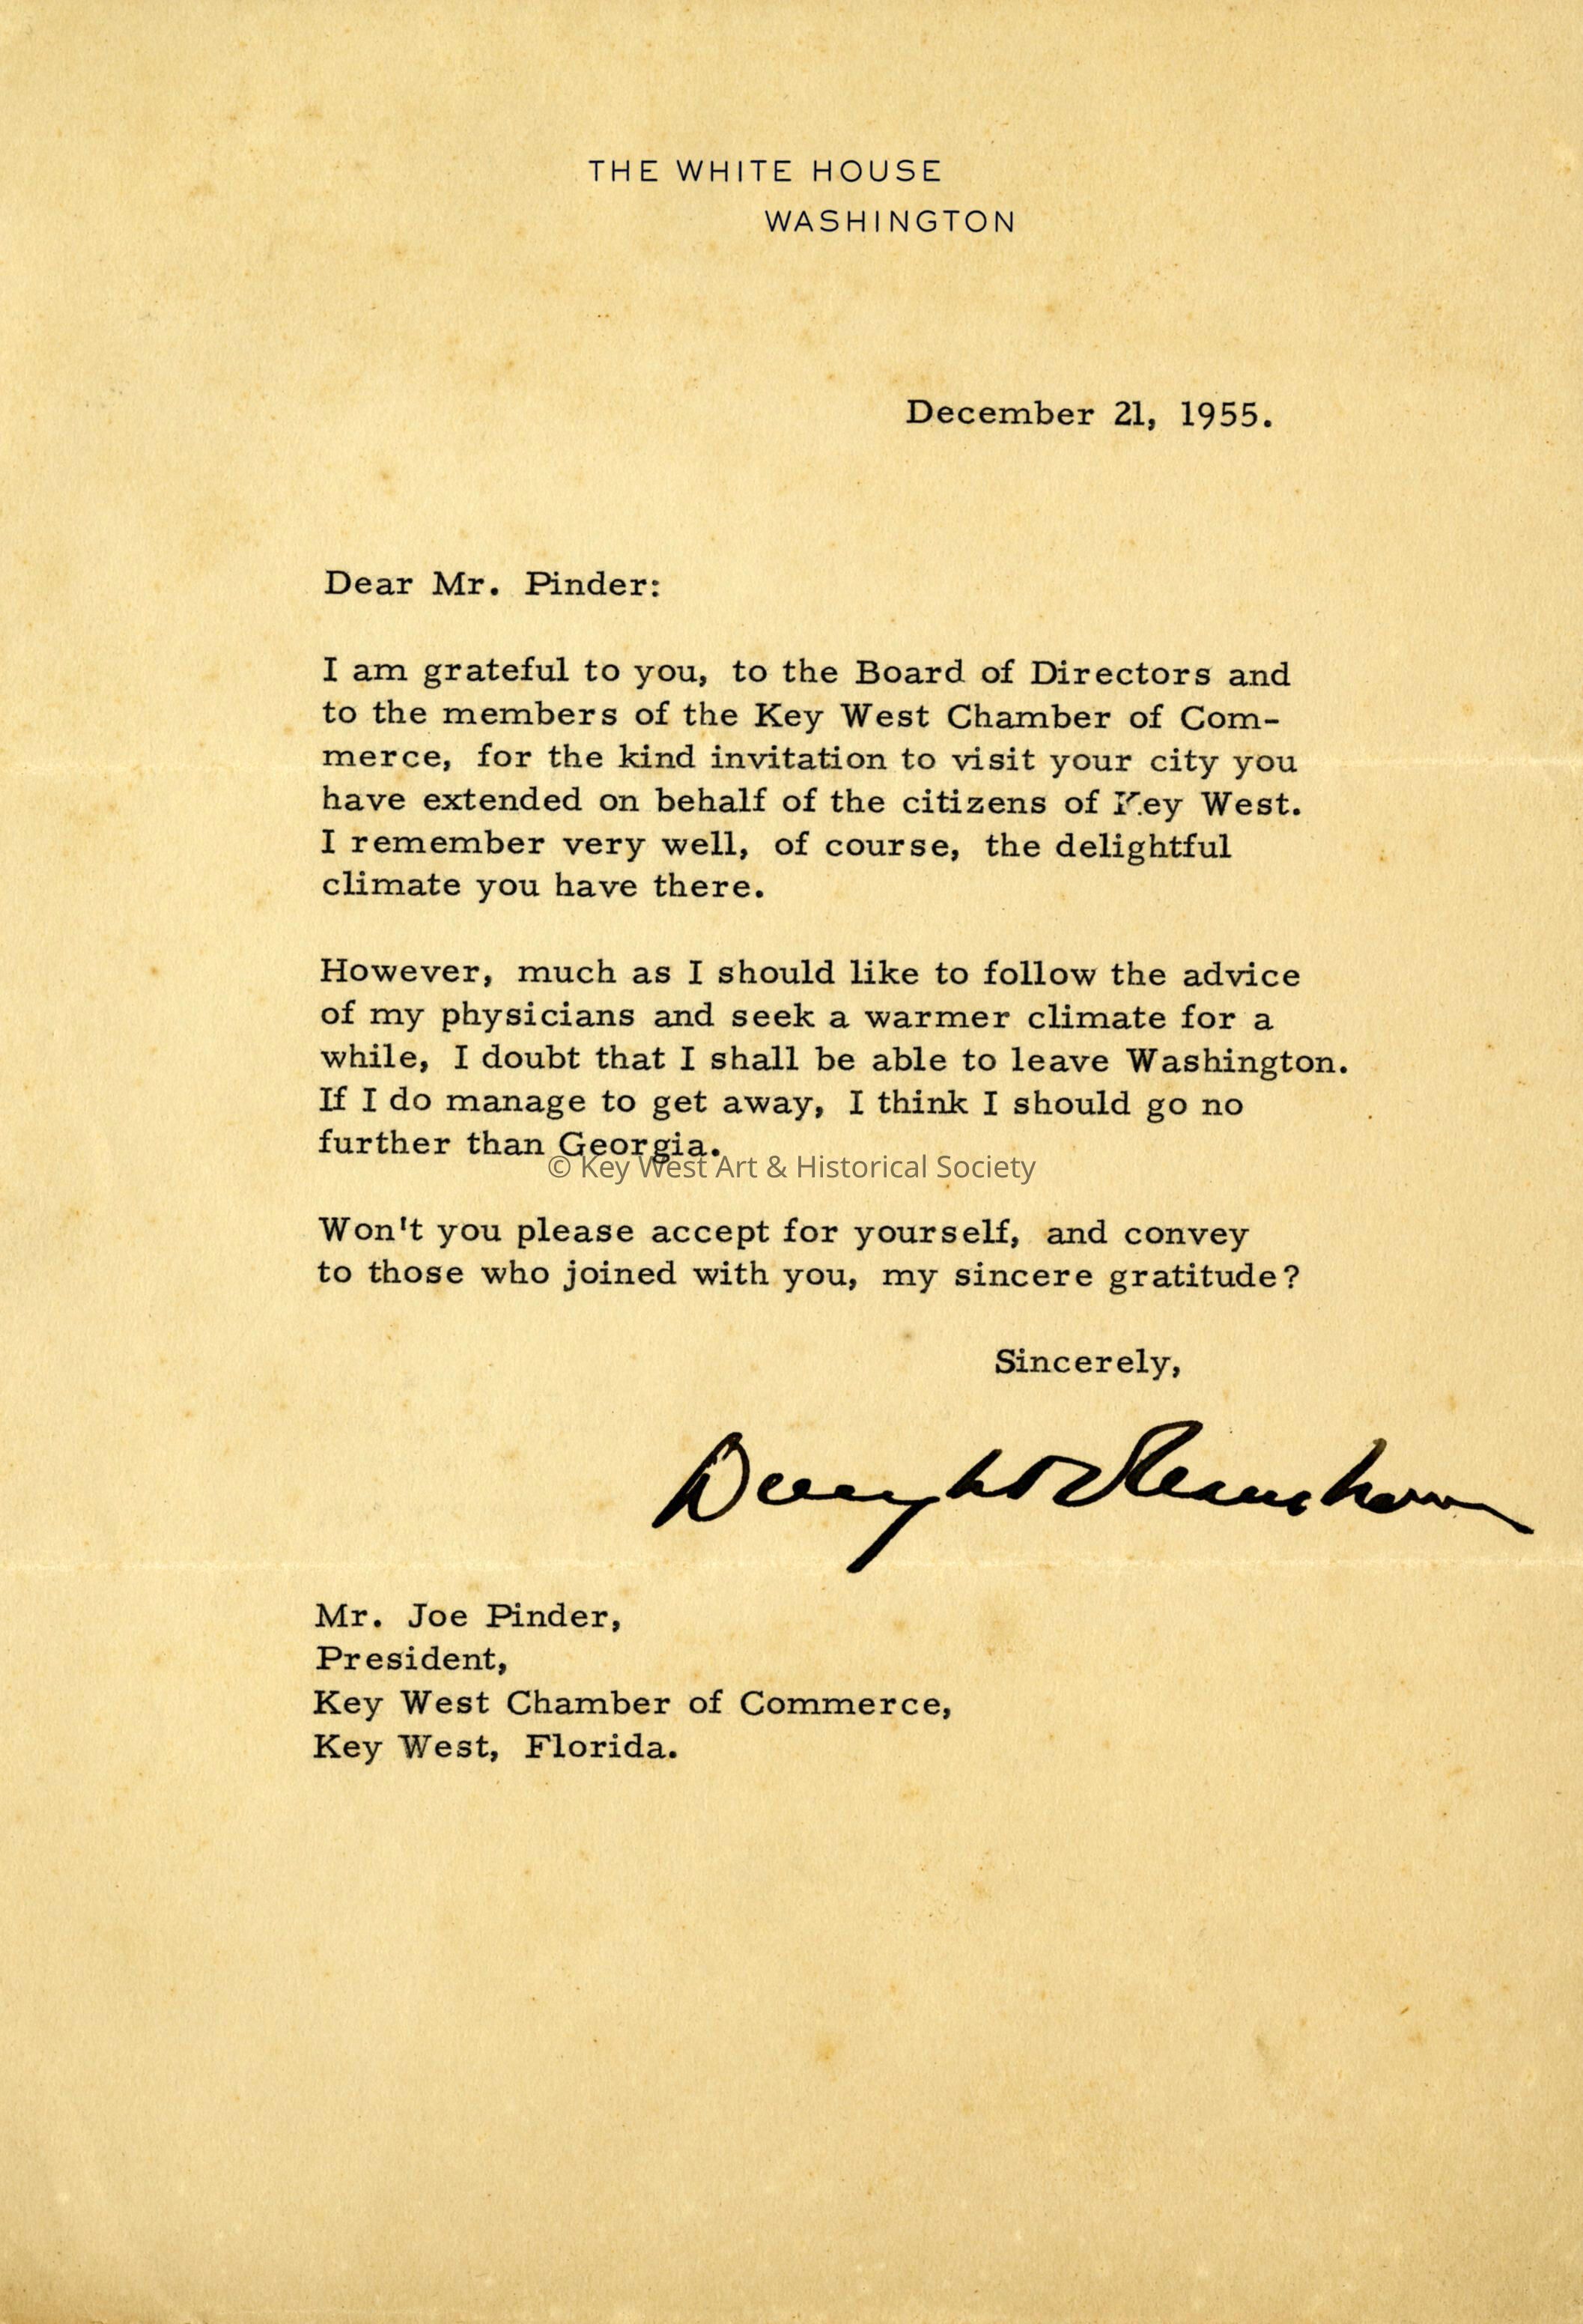 THE WHITE HOUSE
WASHINGTON
December 21, 1955.
Dear Mr. Pinder:
I am grateful to you, to the Board of Directors and
to the members of the Key West Chamber of Com-
merce, for the kind invitation to visit your city you
have extended on behalf of the citizens of Key West.
I remember very well, of course, the delightful
climate you have there.
However, much as I should like to follow the advice
of my physicians and seek a warmer climate for a
while, I doubt that I shall be able to leave Washington.
If I do manage to get away, I think I should go no
further than Georgia.
© Key West Art & Historical Society
Won't you please accept for yourself, and convey
to those who joined with you, my sincere gratitude?
Sincerely,
Dwight D Eisenhower
Mr. Joe Pinder,
President,
Key West Chamber of Commerce,
Key West, Florida.